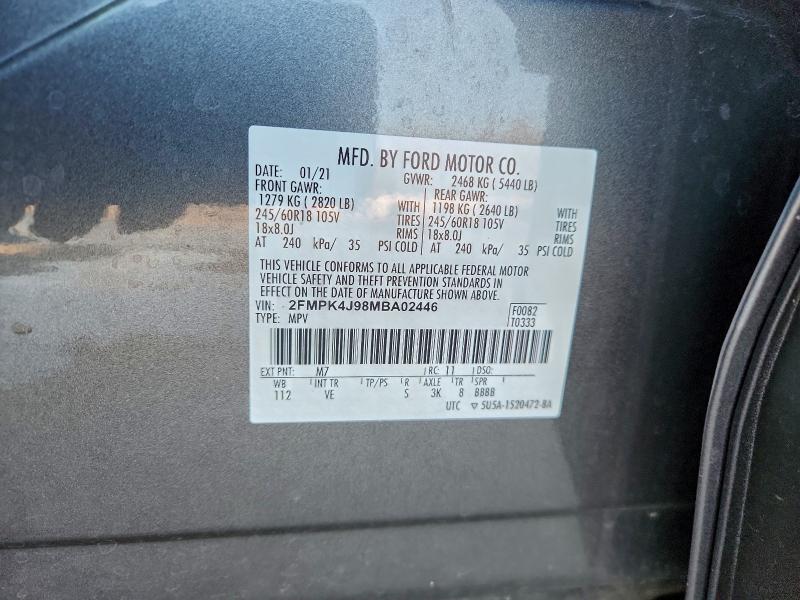 MFD. BY FORD MOTOR CO.
DATE: 01/21 GVWR: 2468 KG ( 5440 LB)
FRONT GAWR: REAR GAWR:
1279 KG ( 2820 LB) WITH 1198 KG ( 2640 LB) WITH
245/60R18 105V TIRES 245/60R18 105V TIRES
18x8.0J RIMS 18x8.0J RIMS
AT 240 kPa/ 35 PSI COLD AT 240 kPa/ 35 PSI COLD
THIS VEHICLE CONFORMS TO ALL APPLICABLE FEDERAL MOTOR
VEHICLE SAFETY AND THEFT PREVENTION STANDARDS IN
EFFECT ON THE DATE OF MANUFACTURE SHOWN ABOVE.
VIN: 2FMPK4J98MBA02446 F0082
TYPE: MPV T0333
EXT PNT: M7 RC: 11 DSO:
WB INT TR TP/PS R AXLE TR SPR
112 VE 5 3K 8 BBBB
UTC ▽ 5U5A-1520472-BA